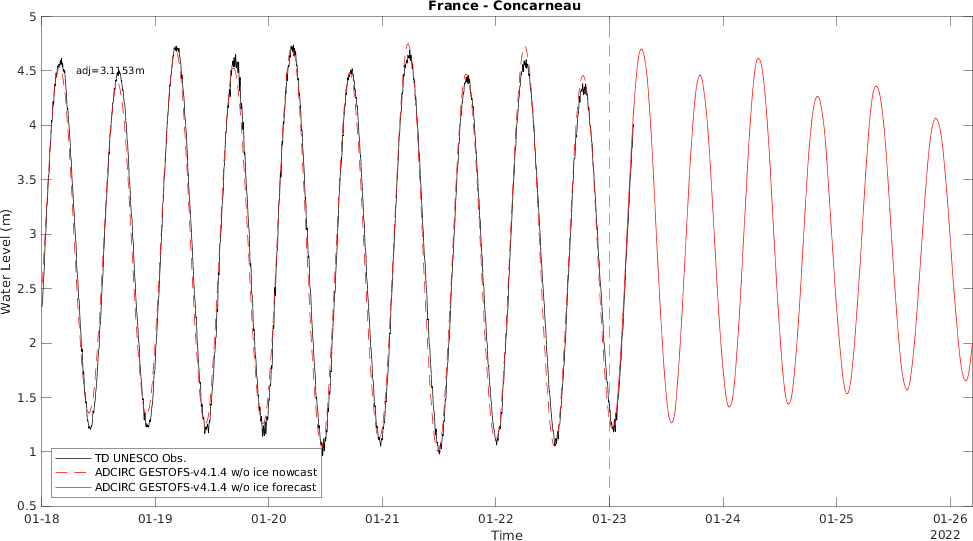 France - Concarneau
5
4.5
4
3.5
3
2.5
2
1.5
1
0.5
Water Level (m)
adj=3.1153m
TD UNESCO Obs.
ADCIRC GESTOFS-v4.1.4 w/o ice nowcast
ADCIRC GESTOFS-v4.1.4 w/o ice forecast
01-18 01-19 01-20 01-21 01-22 01-23 01-24 01-25 01-26
Time 2022